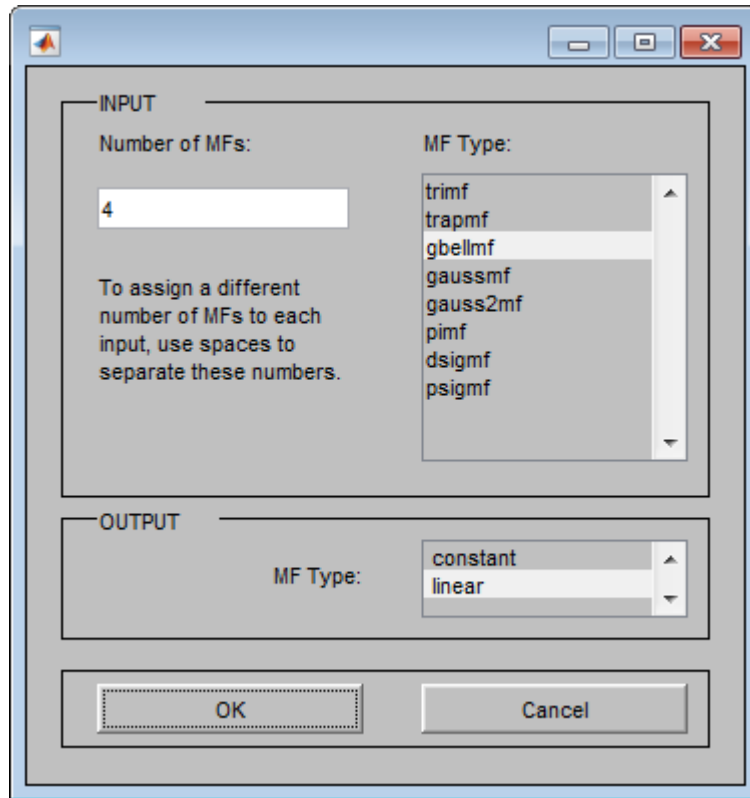 INPUT
Number of MFs:
4
To assign a different
number of MFs to each
input, use spaces to
separate these numbers.
MF Type:
trimf
trapmf
gbellmf
gaussmf
gauss2mf
pimf
dsigmf
psigmf
OUTPUT
MF Type:
constant
linear
OK
Cancel